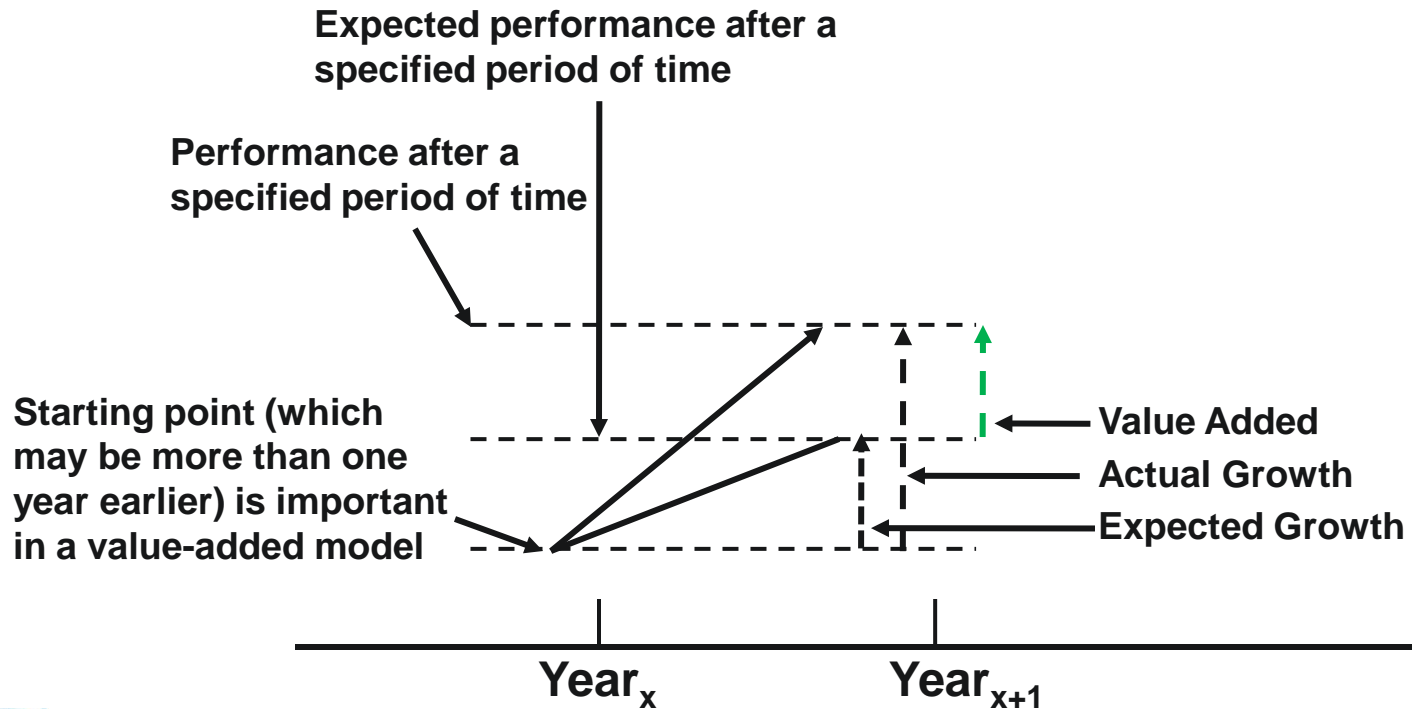 Expected performance after a
specified period of time
Performance after a
specified period of time
Starting point (which
may be more than one
year earlier) is important
in a value-added model
Value Added
Actual Growth
Expected Growth
Yearx
Yearx+1